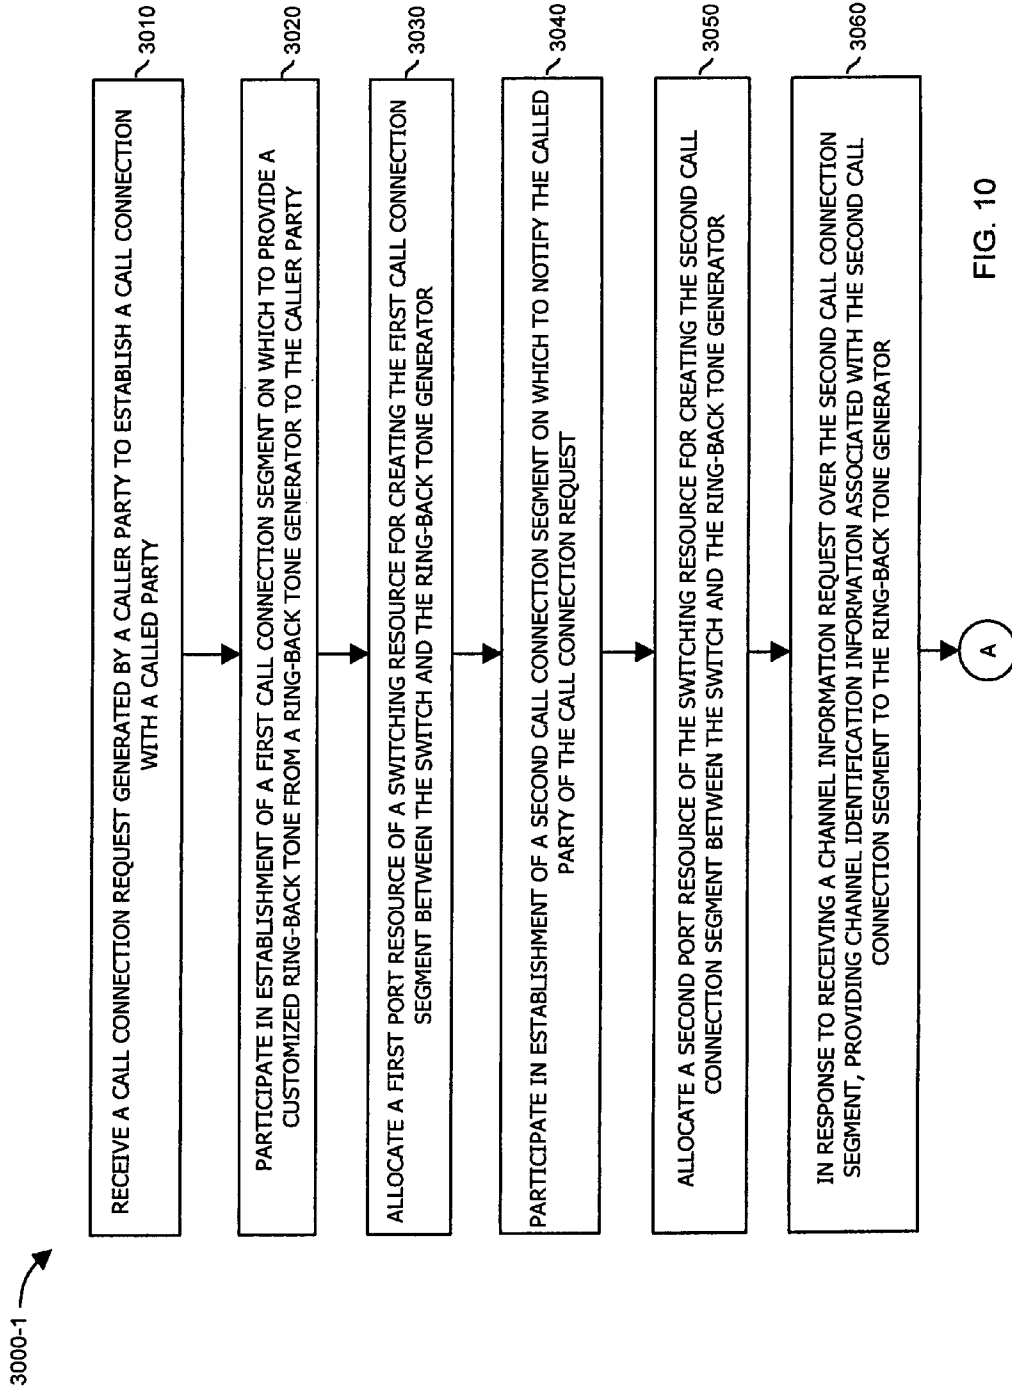 3000-1
RECEIVE A CALL CONNECTION REQUEST GENERATED BY A CALLER PARTY TO ESTABLISH A CALL CONNECTION
WITH A CALLED PARTY
3010
PARTICIPATE IN ESTABLISHMENT OF A FIRST CALL CONNECTION SEGMENT ON WHICH TO PROVIDE A
CUSTOMIZED RING-BACK TONE FROM A RING-BACK TONE GENERATOR TO THE CALLER PARTY
3020
ALLOCATE A FIRST PORT RESOURCE OF A SWITCHING RESOURCE FOR CREATING THE FIRST CALL CONNECTION
SEGMENT BETWEEN THE SWITCH AND THE RING-BACK TONE GENERATOR
3030
PARTICIPATE IN ESTABLISHMENT OF A SECOND CALL CONNECTION SEGMENT ON WHICH TO NOTIFY THE CALLED
PARTY OF THE CALL CONNECTION REQUEST
3040
ALLOCATE A SECOND PORT RESOURCE OF THE SWITCHING RESOURCE FOR CREATING THE SECOND CALL
CONNECTION SEGMENT BETWEEN THE SWITCH AND THE RING-BACK TONE GENERATOR
3050
IN RESPONSE TO RECEIVING A CHANNEL INFORMATION REQUEST OVER THE SECOND CALL CONNECTION
SEGMENT, PROVIDING CHANNEL IDENTIFICATION INFORMATION ASSOCIATED WITH THE SECOND CALL
CONNECTION SEGMENT TO THE RING-BACK TONE GENERATOR
3060
A
FIG. 10